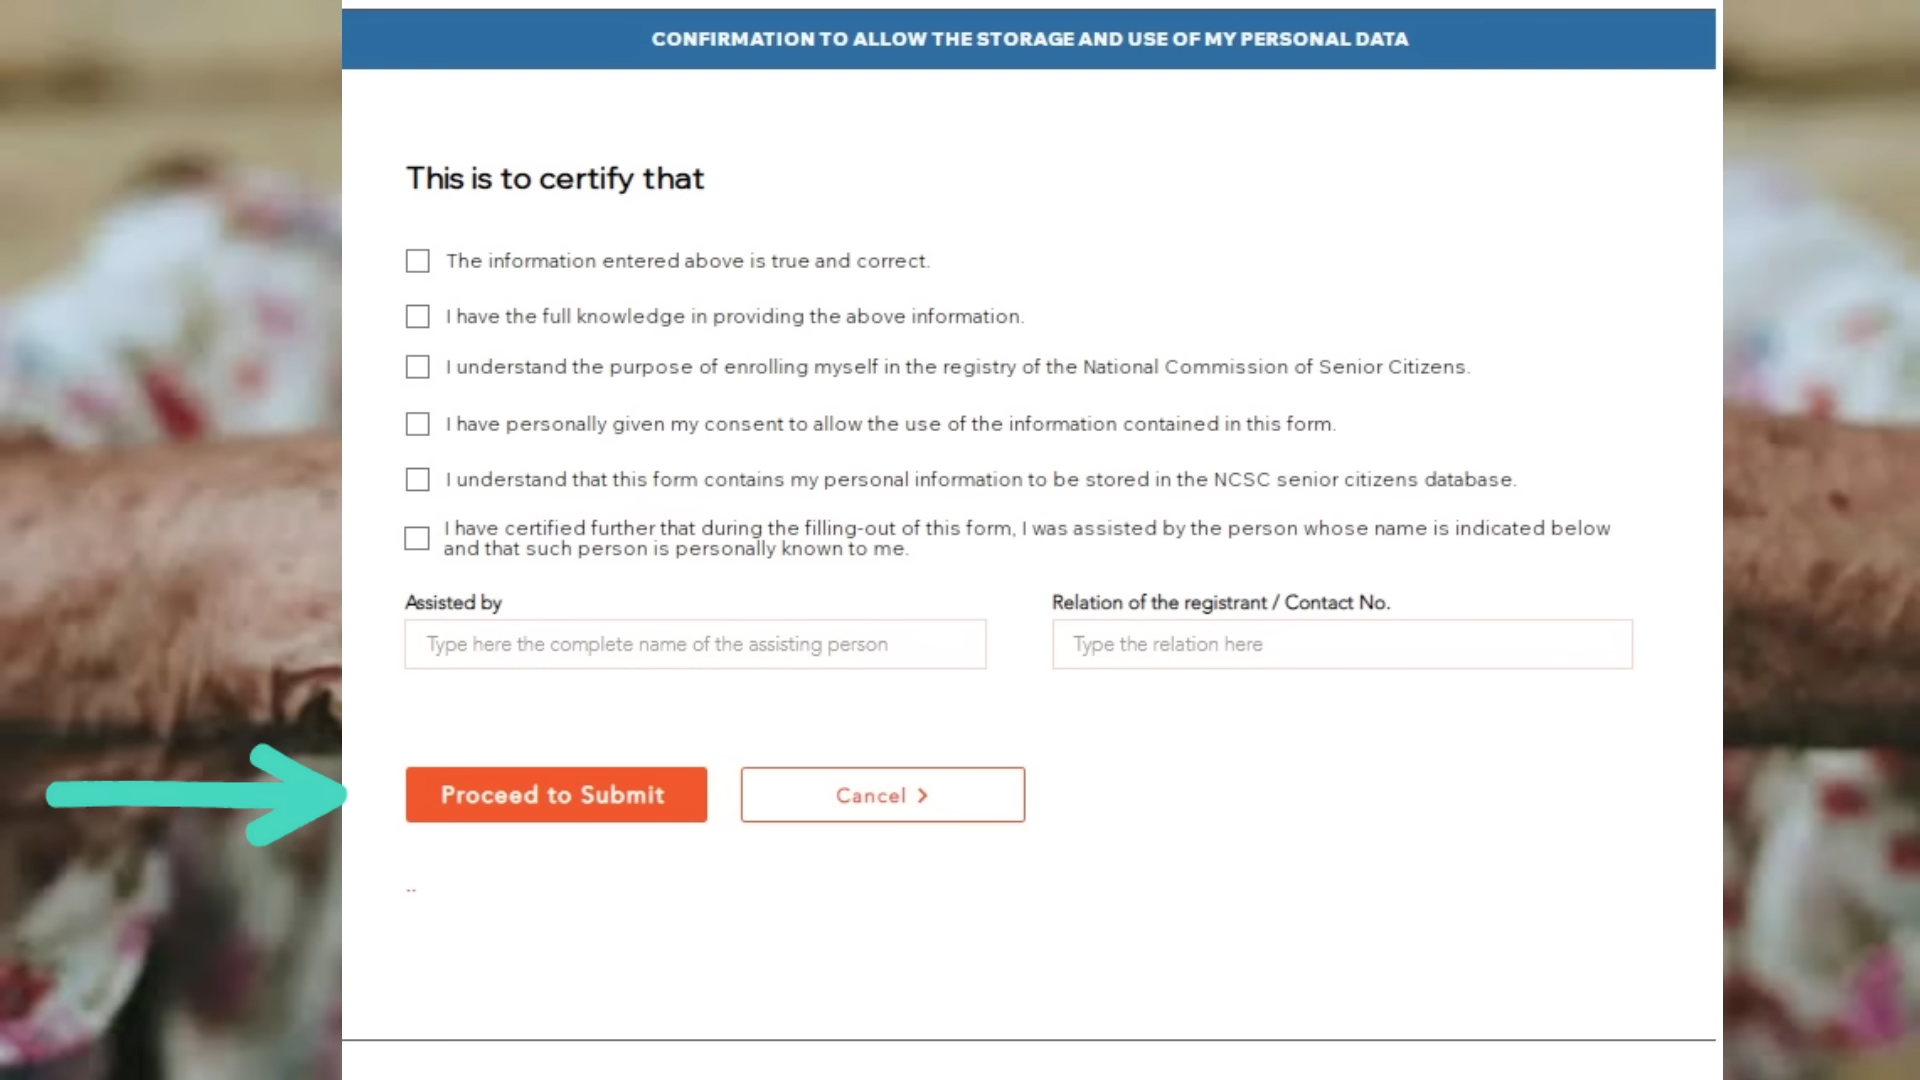 CONFIRMATION TO ALLOW THE STORAGE AND USE OF MY PERSONAL DATA
This is to certify that
The information entered above is true and correct.
I have the full knowledge in providing the above information.
I understand the purpose of enrolling myself in the registry of the National Commission of Senior Citizens.
I have personally given my consent to allow the use of the information contained in this form.
I understand that this form contains my personal information to be stored in the NCSC senior citizens database.
I have certified further that during the filling-out of this form, I was assisted by the person whose name is indicated below
and that such person is personally known to me.
Assisted by
Relation of the registrant / Contact No.
Type here the complete name of the assisting person
Type the relation here
Proceed to Submit
Cancel >
..